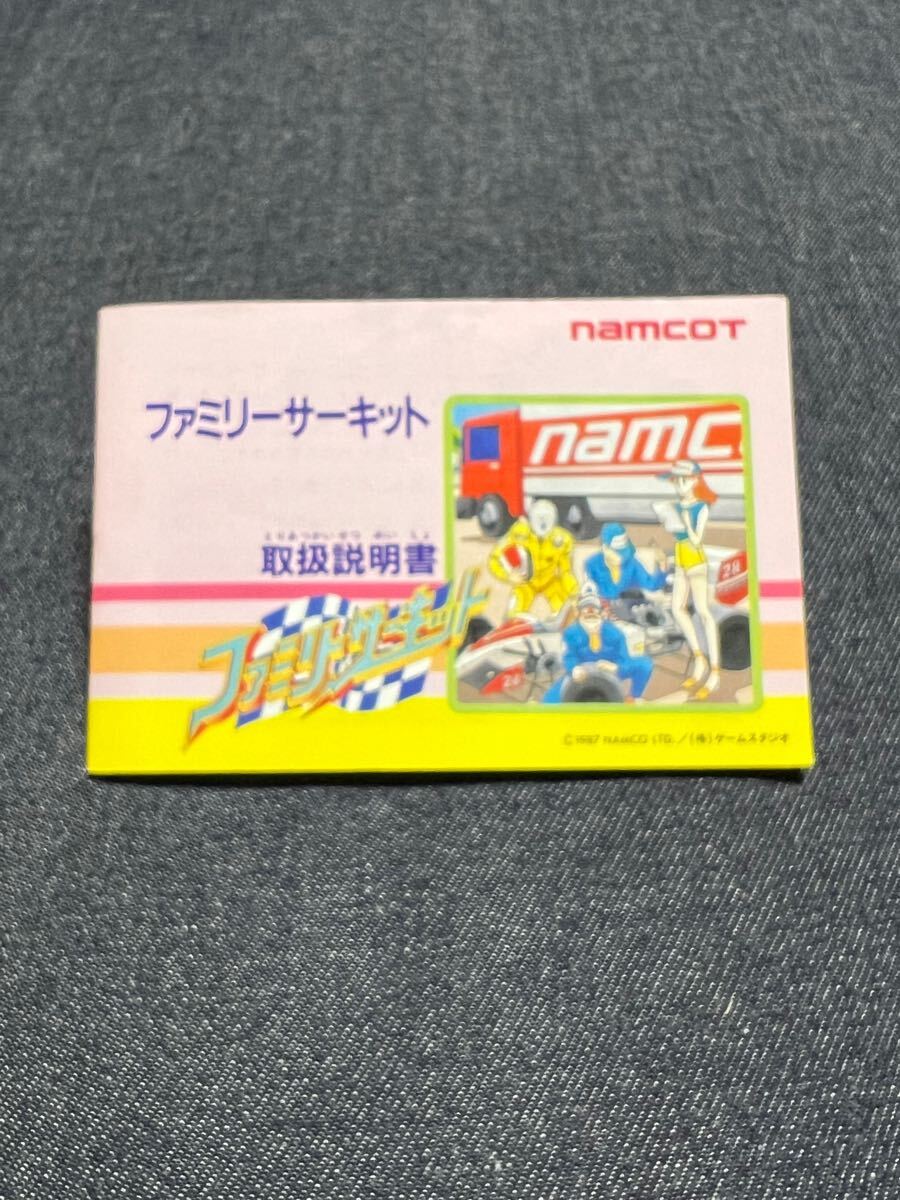 namcoT
ファミリーサーキット
namc
とりあつかいせつ めい しょ
取扱説明書
ファミリーサーキット
28
24
©1987 NAMCO LTD./(株)ゲームスタジオ